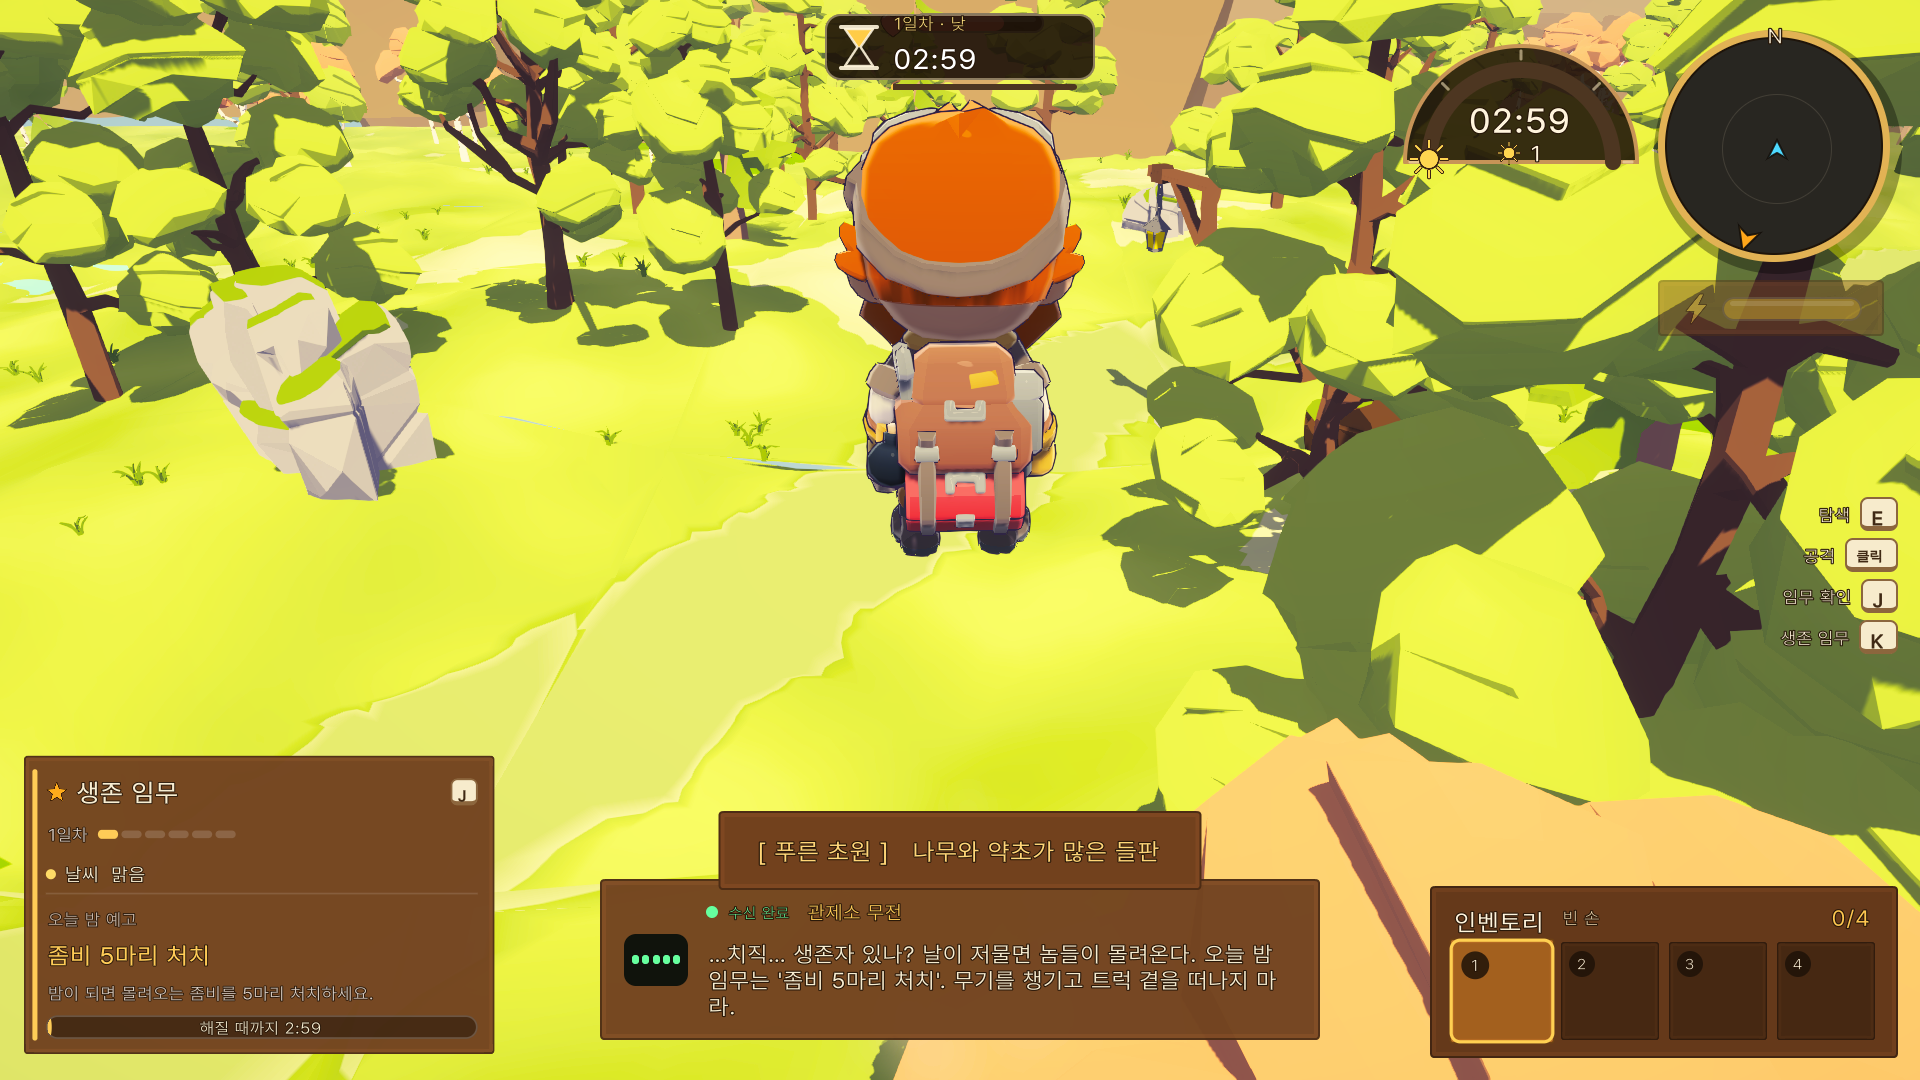 1일차 · 낮
02:59
N
02:59
1
탐색 E
공격 클릭
임무 확인 J
생존 임무 K
생존 임무 J
1일차
날씨 맑음
오늘 밤 예고
좀비 5마리 처치
밤이 되면 몰려오는 좀비를 5마리 처치하세요.
해질 때까지 2:59
[ 푸른 초원 ] 나무와 약초가 많은 들판
수신 완료 관제소 무전
...치직... 생존자 있나? 날이 저물면 놈들이 몰려온다. 오늘 밤
임무는 '좀비 5마리 처치'. 무기를 챙기고 트럭 곁을 떠나지 마
라.
인벤토리 빈 손 0/4
1 2 3 4